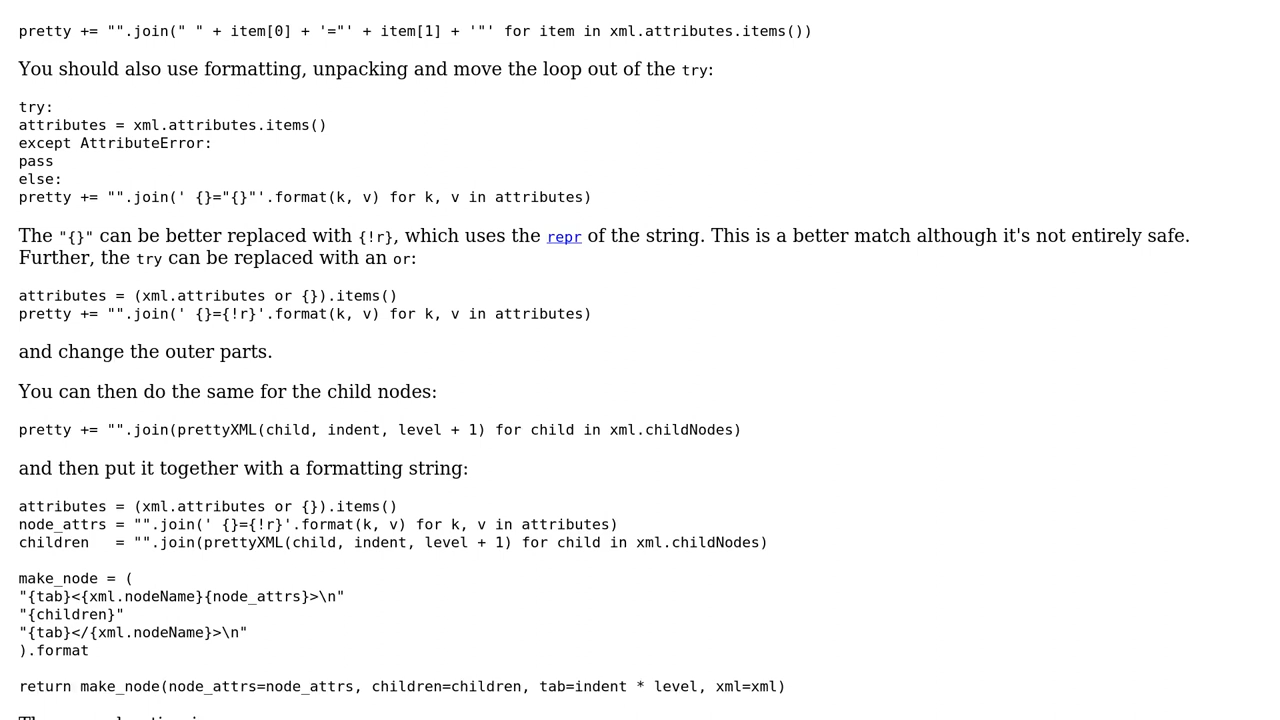 pretty += "".join(" " + item[0] + '="' + item[1] + '"' for item in xml.attributes.items())
You should also use formatting, unpacking and move the loop out of the try:
try:
attributes = xml.attributes.items()
except AttributeError:
pass
else:
pretty += "".join(' {}="{}"'.format(k, v) for k, v in attributes)
The "{}" can be better replaced with {!r}, which uses the repr of the string. This is a better match although it's not entirely safe.
Further, the try can be replaced with an or:
attributes = (xml.attributes or {}).items()
pretty += "".join(' {}={!r}'.format(k, v) for k, v in attributes)
and change the outer parts.
You can then do the same for the child nodes:
pretty += "".join(prettyXML(child, indent, level + 1) for child in xml.childNodes)
and then put it together with a formatting string:
attributes = (xml.attributes or {}).items()
node_attrs = "".join(' {}={!r}'.format(k, v) for k, v in attributes)
children   = "".join(prettyXML(child, indent, level + 1) for child in xml.childNodes)
make_node = (
"{tab}<{xml.nodeName}{node_attrs}>\n"
"{children}"
"{tab}</{xml.nodeName}>\n"
).format
return make_node(node_attrs=node_attrs, children=children, tab=indent * level, xml=xml)